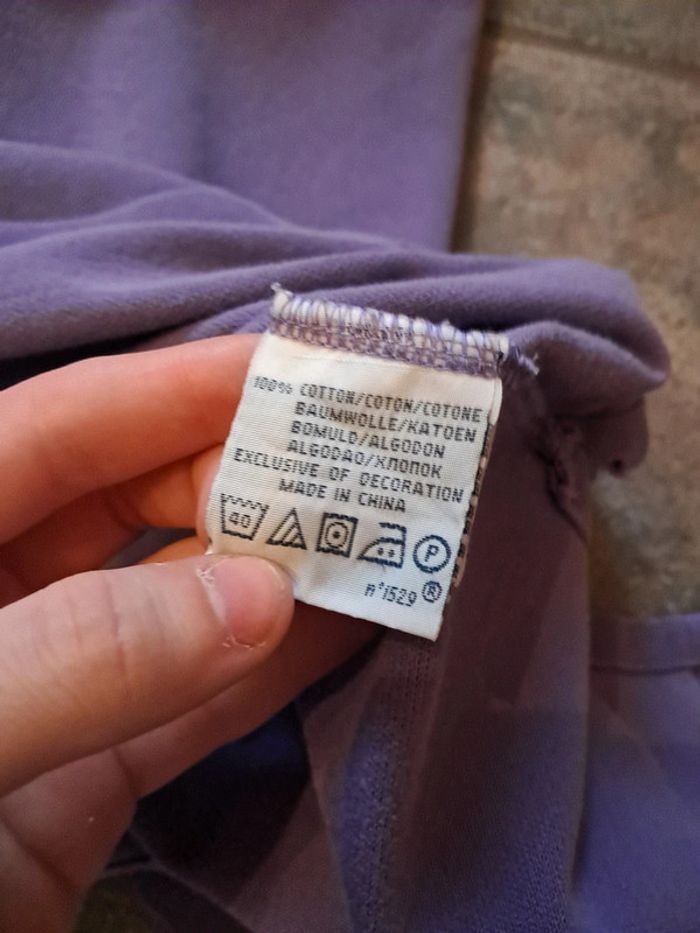 100% COTTON/COTON/COTONE
BAUMWOLLE/KATOEN
BOMULD/ALGODON
ALGODAO/ХЛОПОК
EXCLUSIVE OF DECORATION
MADE IN CHINA
40 P
n°1529 ®